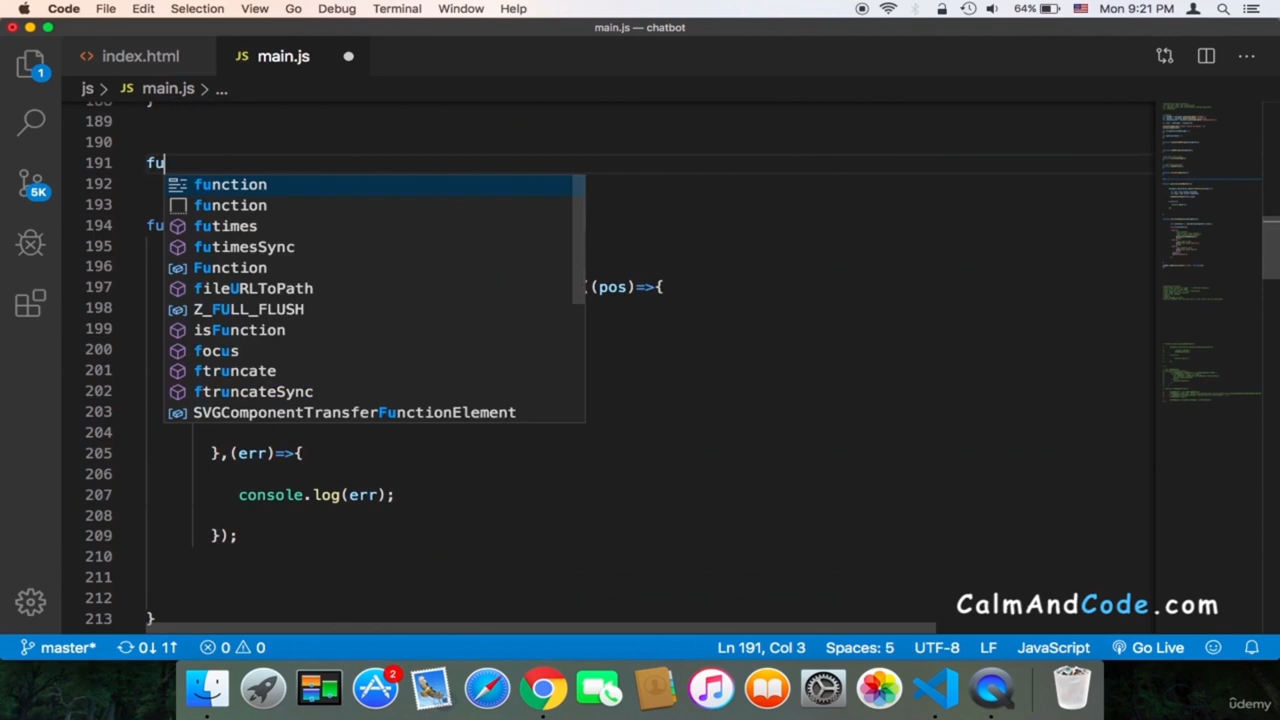 Code File Edit Selection View Go Debug Terminal Window Help 64% Mon 9:21 PM
main.js — chatbot
1
<> index.html JS main.js
js > JS main.js > ...
189
190
191 fu
192 function
193 function
194 fu futimes
195 futimesSync
196 Function
197 fileURLToPath ((pos)=>{
198 Z_FULL_FLUSH
199 isFunction
200 focus
201 ftruncate
202 ftruncateSync
203 SVGComponentTransferFunctionElement
204
205 },(err)=>{
206
207 console.log(err);
208
209 });
210
211
212
213 }
5K
CalmAndCode.com
master* 0↓ 1↑ 0 0 Ln 191, Col 3 Spaces: 5 UTF-8 LF JavaScript Go Live
2
ûdemy